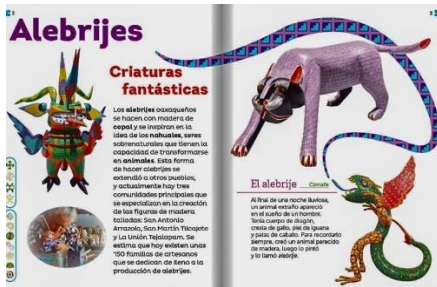 Alebrijes
Criaturas
fantásticas
Los alebrijes oaxaqueños
se hacen con madera de
copal y se inspiran en la
idea de los nahuales, seres
sobrenaturales que tienen la
capacidad de transformarse
en animales. Esta forma
de hacer alebrijes se
extendió a otros pueblos,
y actualmente hay tres
comunidades principales que
se especializan en la creación
de las figuras de madera
talladas: San Antonio
Arrazola, San Martín Tilcajete
y La Unión Tejalapam. Se
estima que hoy existen unas
150 familias de artesanos
que se dedican de lleno a la
producción de alebrijes.
El alebrije
Conafe
Al final de una noche lluviosa,
un animal extraño apareció
en el sueño de un hombre.
Tenía cuerpo de dragón,
cresta de gallo, piel de iguana
y patas de caballo. Para recordarlo
siempre, creó un animal parecido
de madera, luego lo pintó
y lo llamó alebrije.